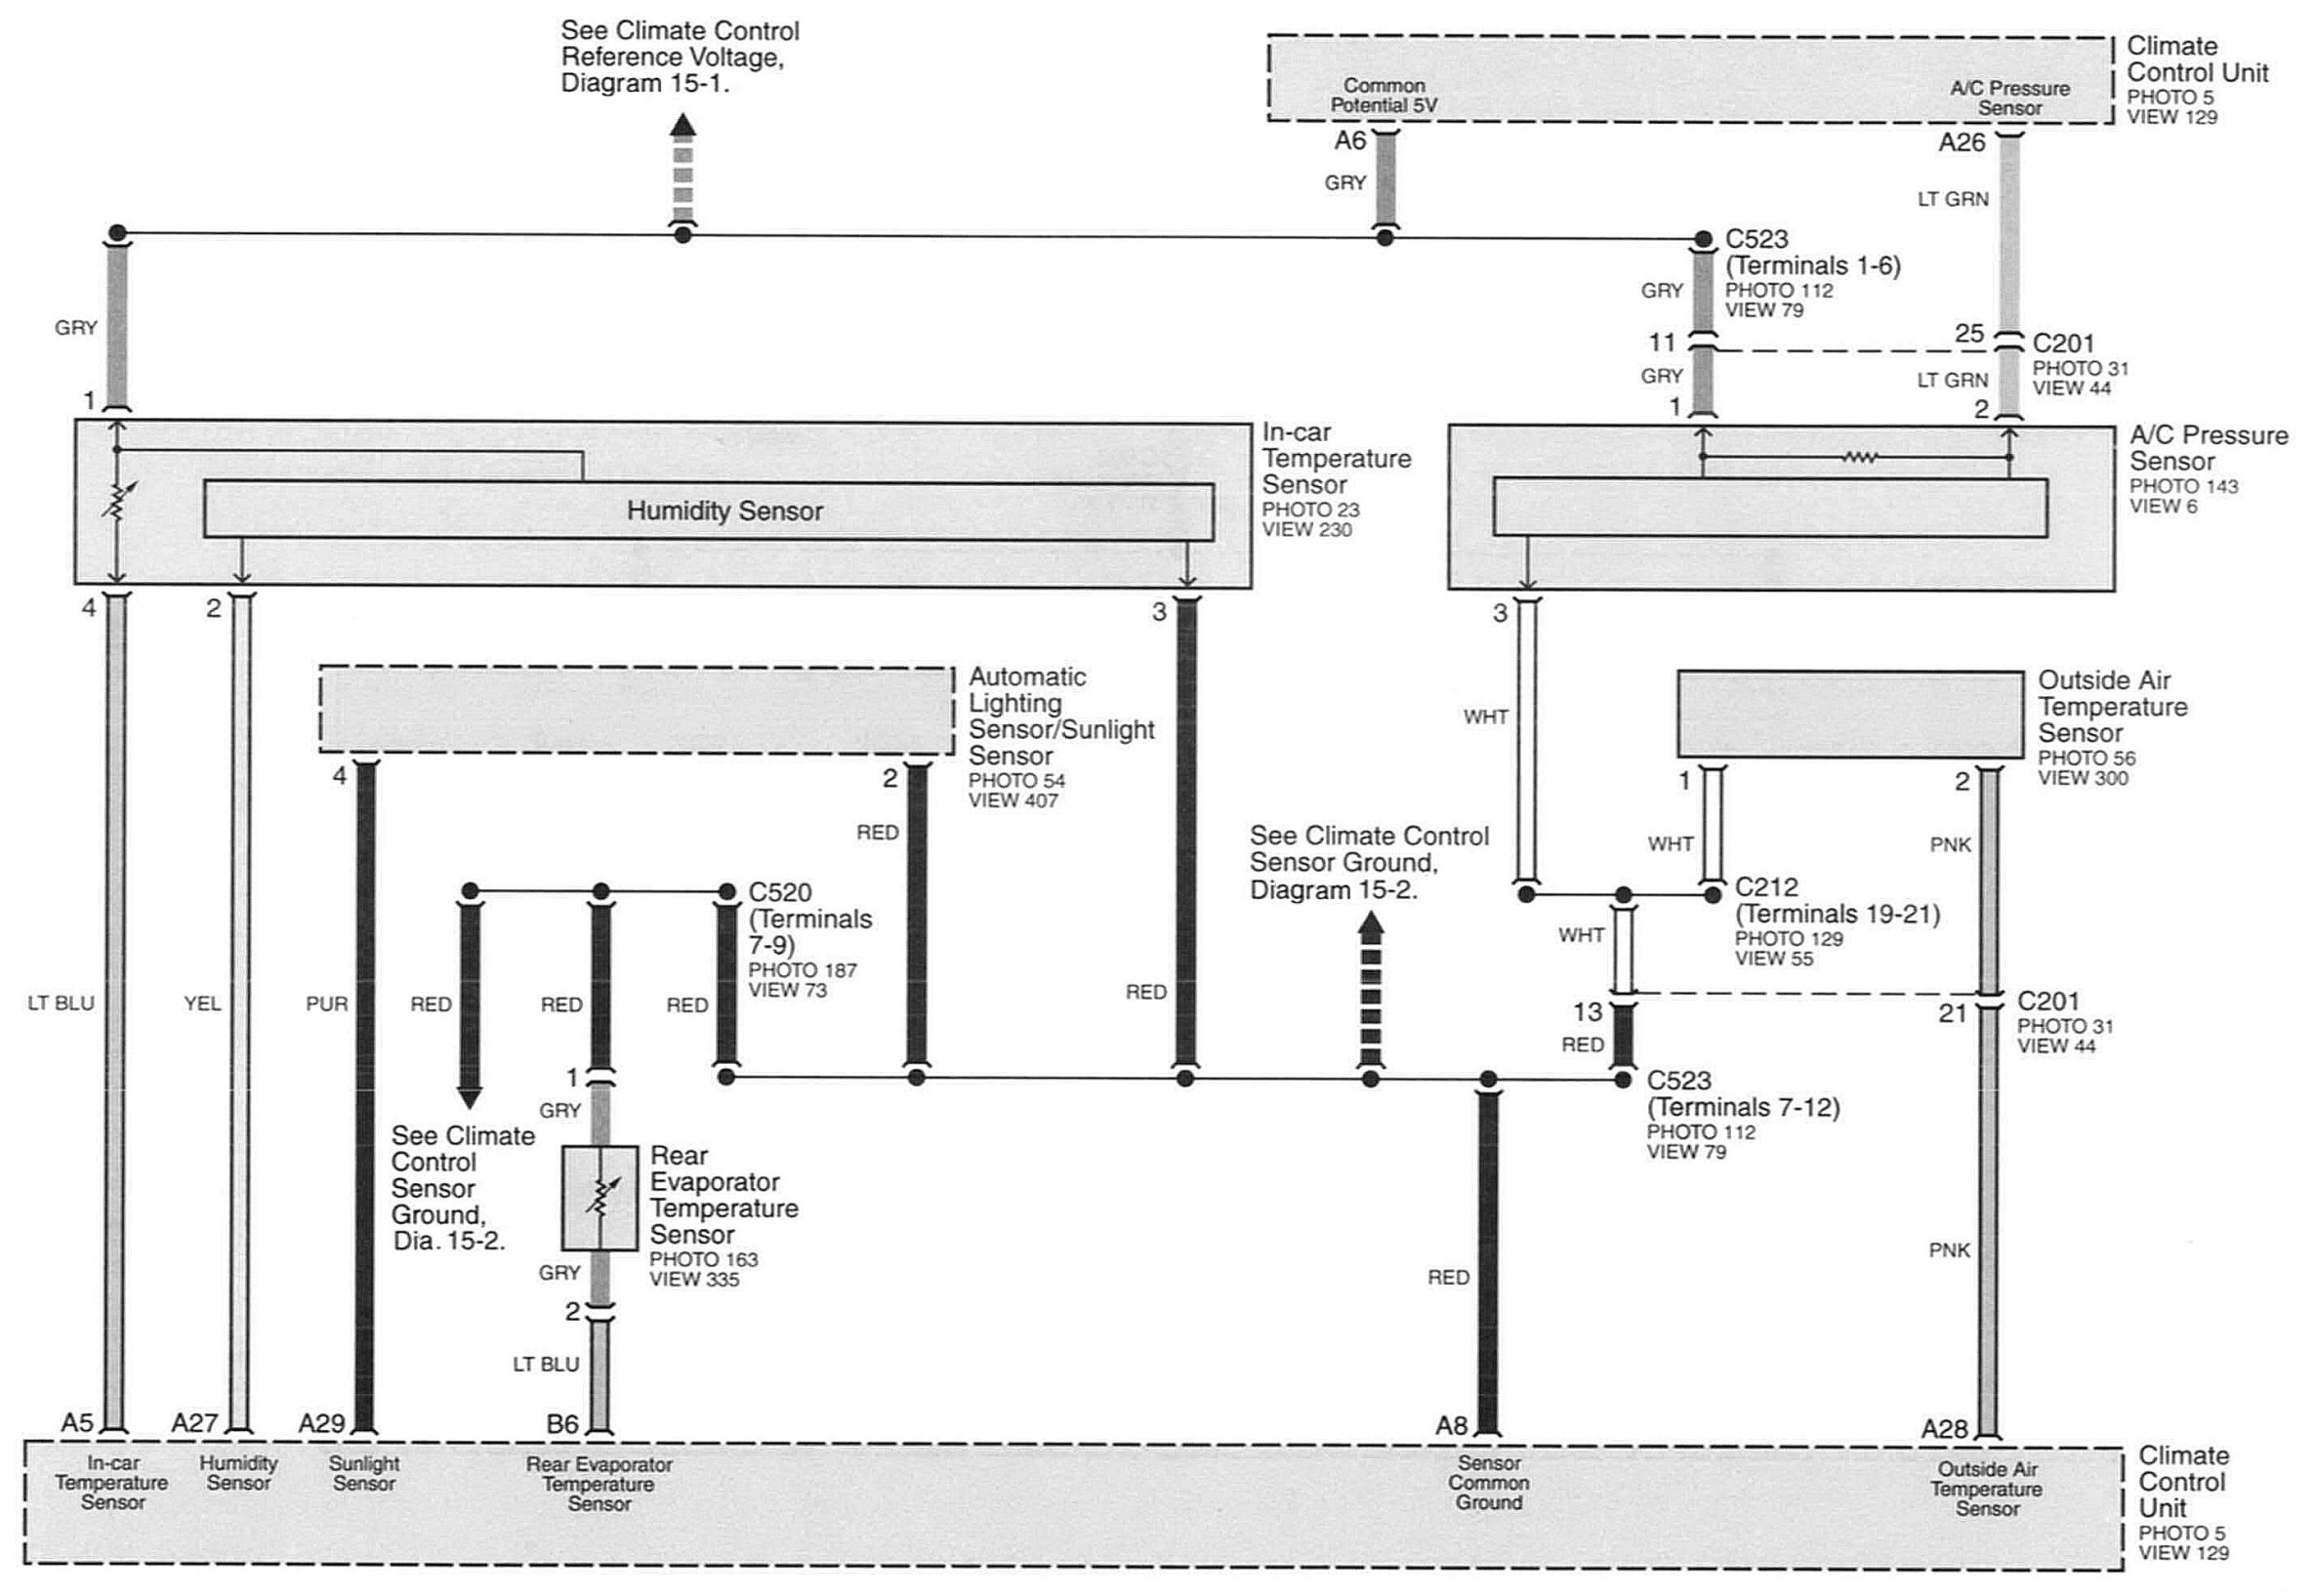 See Climate Control
Reference Voltage,
Diagram 15-1.
Common
Potential 5V
A/C Pressure
Sensor
Climate
Control Unit
PHOTO 5
VIEW 129
A6
A26
GRY
LT GRN
C523
(Terminals 1-6)
PHOTO 112
VIEW 79
GRY
GRY
11
25
C201
PHOTO 31
VIEW 44
GRY
LT GRN
1
1
2
In-car
Temperature
Sensor
PHOTO 23
VIEW 230
Humidity Sensor
A/C Pressure
Sensor
PHOTO 143
VIEW 6
4
2
3
3
Automatic
Lighting
Sensor/Sunlight
Sensor
PHOTO 54
VIEW 407
4
2
RED
WHT
Outside Air
Temperature
Sensor
PHOTO 56
VIEW 300
1
2
WHT
PNK
See Climate Control
Sensor Ground,
Diagram 15-2.
C520
(Terminals
7-9)
PHOTO 187
VIEW 73
C212
(Terminals 19-21)
PHOTO 129
VIEW 55
WHT
LT BLU
YEL
PUR
RED
RED
RED
RED
13
21
C201
PHOTO 31
VIEW 44
RED
1
GRY
C523
(Terminals 7-12)
PHOTO 112
VIEW 79
See Climate
Control
Sensor
Ground,
Dia. 15-2.
Rear
Evaporator
Temperature
Sensor
PHOTO 163
VIEW 335
GRY
2
LT BLU
RED
PNK
A5
A27
A29
B6
A8
A28
In-car
Temperature
Sensor
Humidity
Sensor
Sunlight
Sensor
Rear Evaporator
Temperature
Sensor
Sensor
Common
Ground
Outside Air
Temperature
Sensor
Climate
Control
Unit
PHOTO 5
VIEW 129